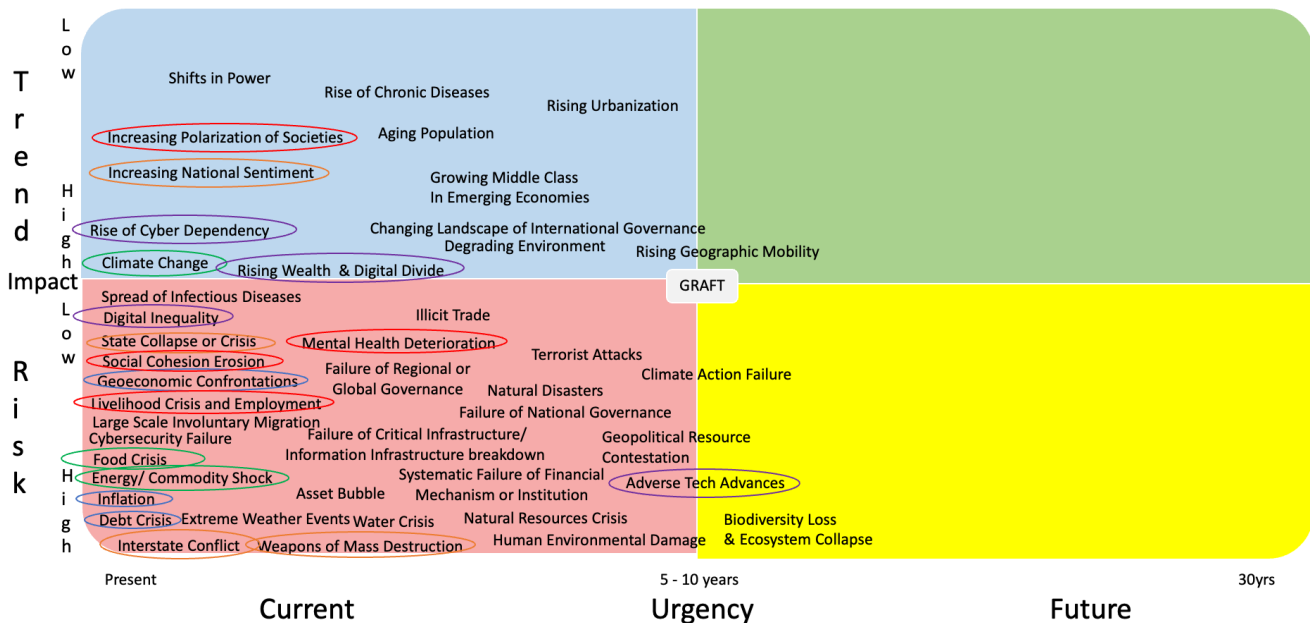 Low
Trend
High
Shifts in Power
Rise of Chronic Diseases
Rising Urbanization
Increasing Polarization of Societies
Aging Population
Increasing National Sentiment
Growing Middle Class
In Emerging Economies
Rise of Cyber Dependency
Changing Landscape of International Governance
Degrading Environment
Rising Geographic Mobility
Climate Change
Rising Wealth & Digital Divide
Impact
GRAFT
Low
Risk
High
Spread of Infectious Diseases
Digital Inequality
Illicit Trade
State Collapse or Crisis
Mental Health Deterioration
Social Cohesion Erosion
Terrorist Attacks
Geoeconomic Confrontations
Failure of Regional or
Global Governance
Climate Action Failure
Natural Disasters
Livelihood Crisis and Employment
Failure of National Governance
Large Scale Involuntary Migration
Cybersecurity Failure
Failure of Critical Infrastructure/
Information Infrastructure breakdown
Geopolitical Resource
Contestation
Food Crisis
Energy/ Commodity Shock
Systematic Failure of Financial
Mechanism or Institution
Adverse Tech Advances
Inflation
Asset Bubble
Debt Crisis
Extreme Weather Events
Water Crisis
Natural Resources Crisis
Biodiversity Loss
& Ecosystem Collapse
Interstate Conflict
Weapons of Mass Destruction
Human Environmental Damage
Present
5 - 10 years
30yrs
Current
Urgency
Future